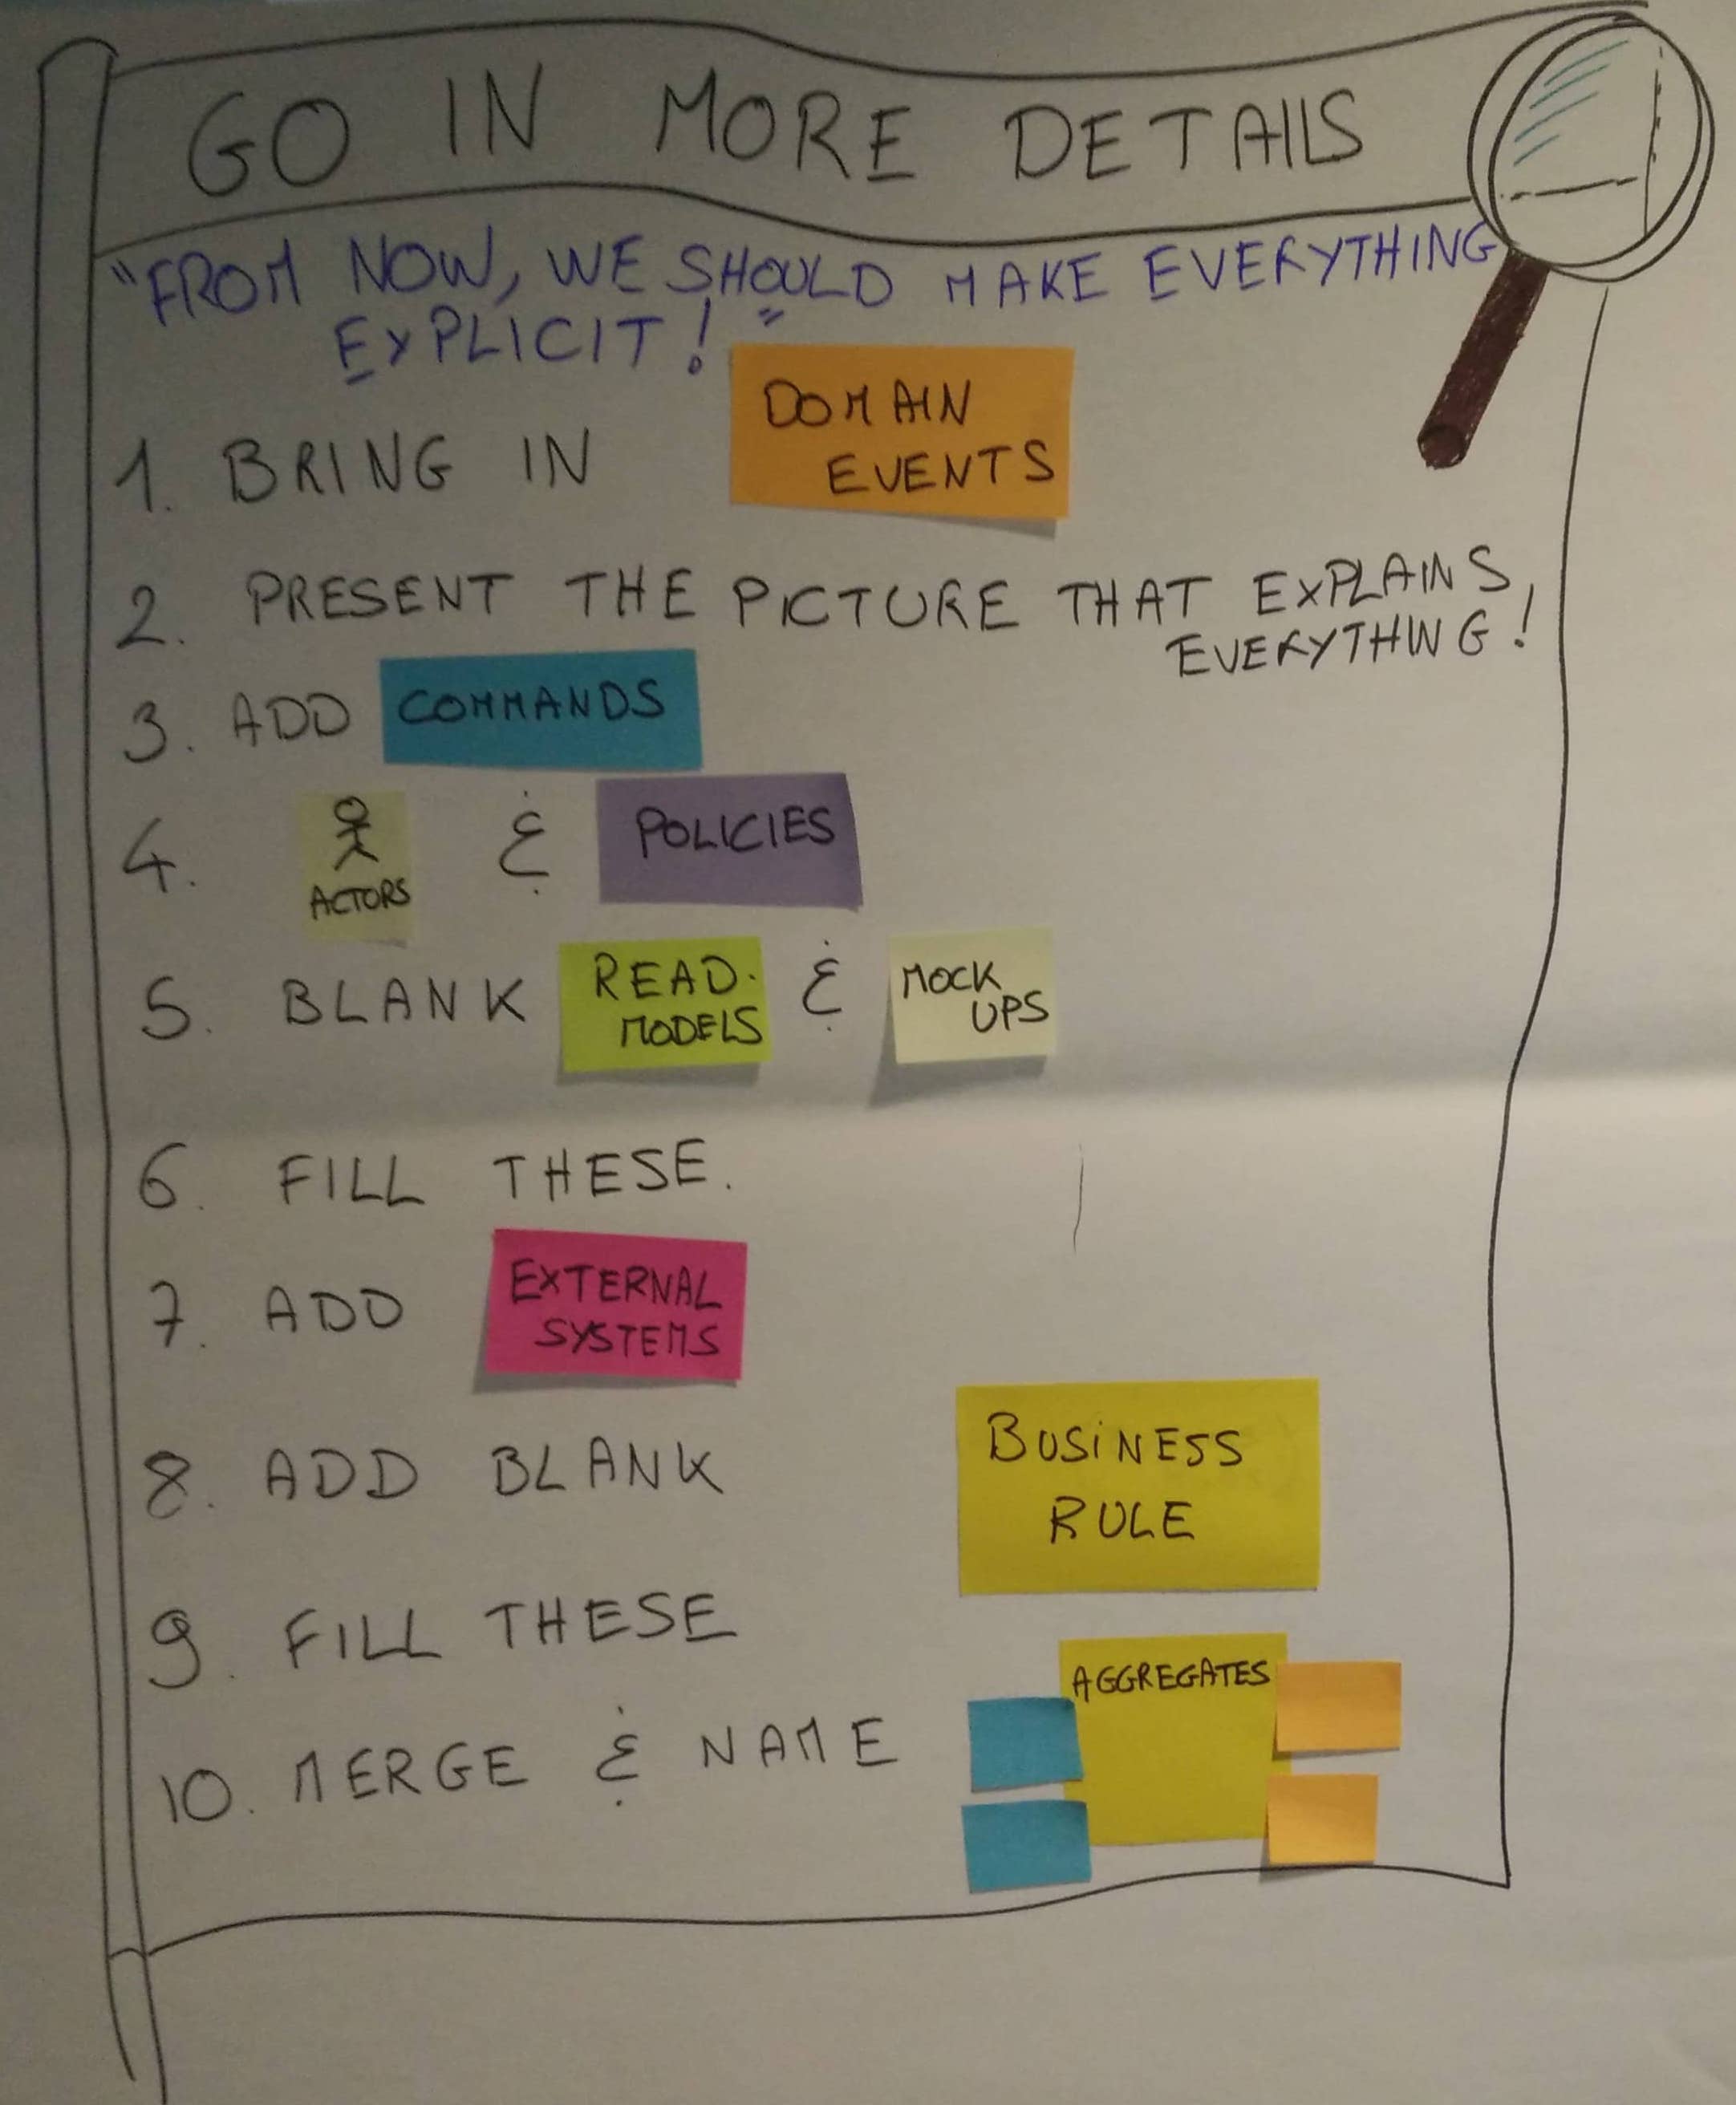 GO IN MORE DETAILS
"FROM NOW, WE SHOULD MAKE EVERYTHING
EXPLICIT!"
DOMAIN
1. BRING IN EVENTS
2. PRESENT THE PICTURE THAT EXPLAINS
EVERYTHING!
3. ADD COMMANDS
4. & POLICIES
ACTORS
5. BLANK READ. & MOCK
MODELS UPS
6. FILL THESE.
7. ADD EXTERNAL
SYSTEMS
8. ADD BLANK BUSINESS
RULE
9. FILL THESE
AGGREGATES
10. MERGE & NAME